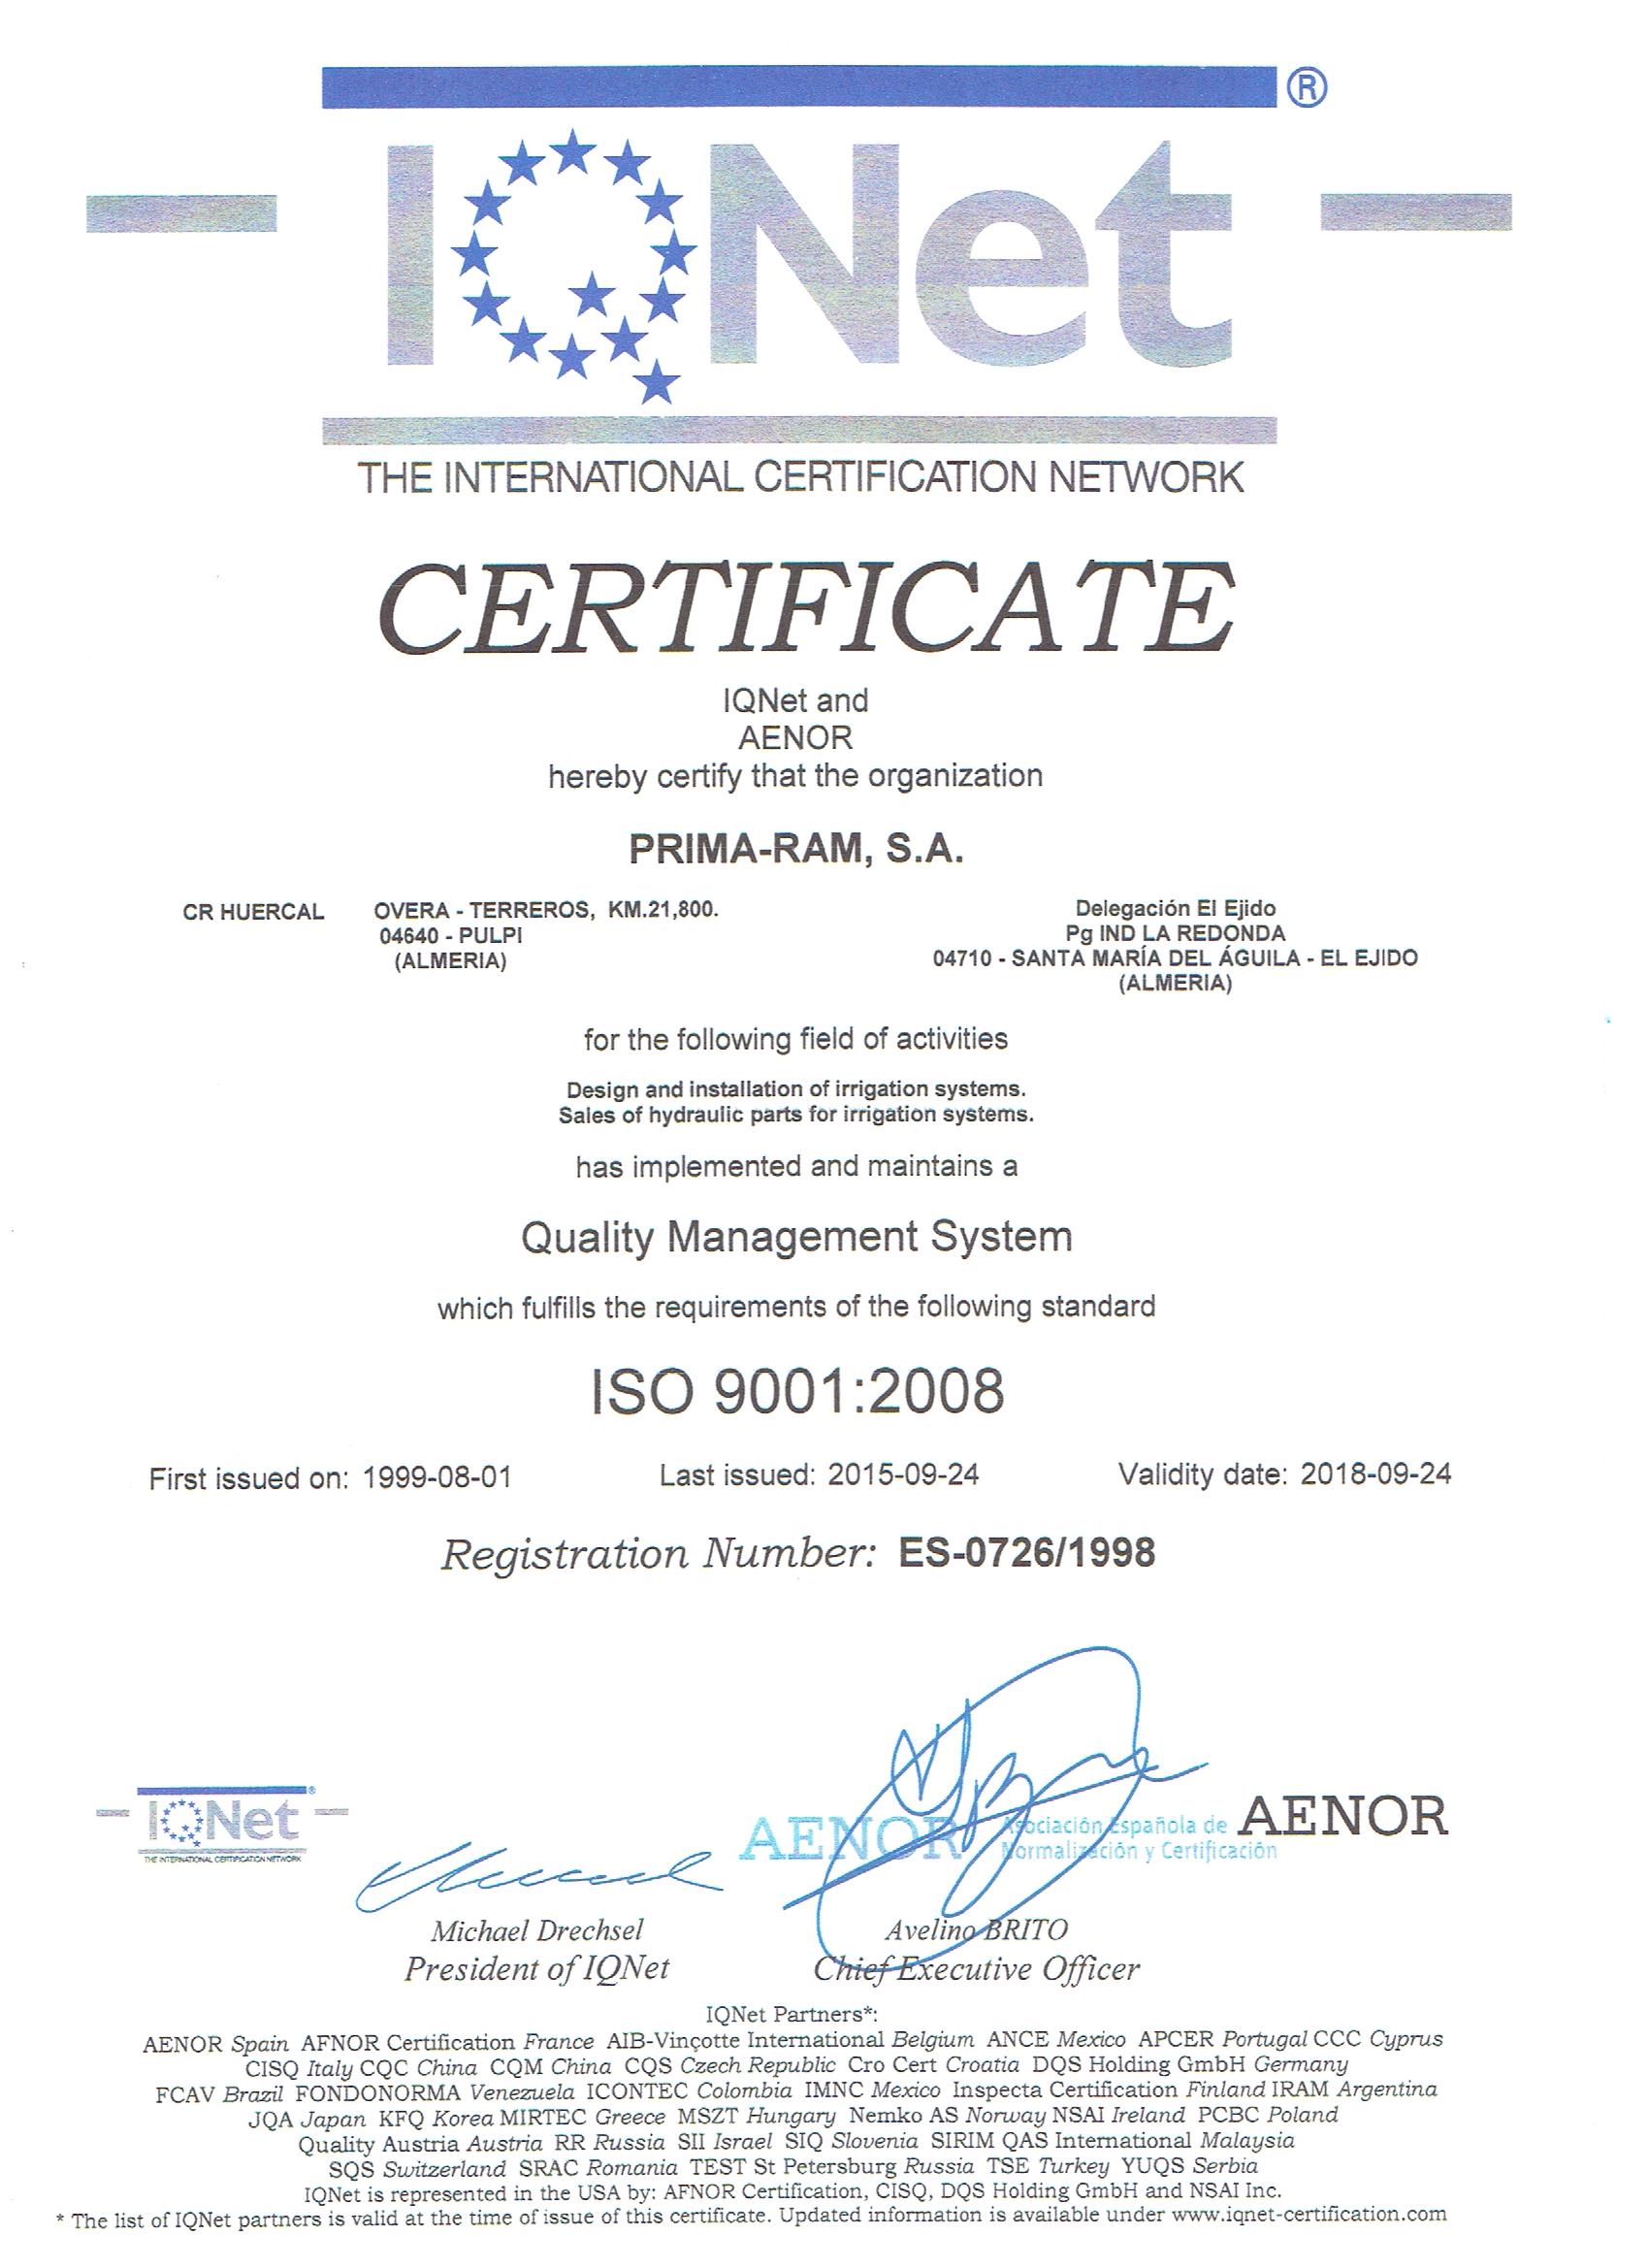 ®
IQNet
THE INTERNATIONAL CERTIFICATION NETWORK
CERTIFICATE
IQNet and
AENOR
hereby certify that the organization
PRIMA-RAM, S.A.
CR HUERCAL OVERA - TERREROS, KM.21,800.
04640 - PULPI
(ALMERIA)
Delegación El Ejido
Pg IND LA REDONDA
04710 - SANTA MARÍA DEL ÁGUILA - EL EJIDO
(ALMERIA)
for the following field of activities
Design and installation of irrigation systems.
Sales of hydraulic parts for irrigation systems.
has implemented and maintains a
Quality Management System
which fulfills the requirements of the following standard
ISO 9001:2008
First issued on: 1999-08-01 Last issued: 2015-09-24 Validity date: 2018-09-24
Registration Number: ES-0726/1998
IQNet ®
THE INTERNATIONAL CERTIFICATION NETWORK
AENOR Asociación Española de
Normalización y Certificación
AENOR
Michael Drechsel
President of IQNet
Avelino BRITO
Chief Executive Officer
IQNet Partners*:
AENOR Spain AFNOR Certification France AIB-Vinçotte International Belgium ANCE Mexico APCER Portugal CCC Cyprus
CISQ Italy CQC China CQM China CQS Czech Republic Cro Cert Croatia DQS Holding GmbH Germany
FCAV Brazil FONDONORMA Venezuela ICONTEC Colombia IMNC Mexico Inspecta Certification Finland IRAM Argentina
JQA Japan KFQ Korea MIRTEC Greece MSZT Hungary Nemko AS Norway NSAI Ireland PCBC Poland
Quality Austria Austria RR Russia SII Israel SIQ Slovenia SIRIM QAS International Malaysia
SQS Switzerland SRAC Romania TEST St Petersburg Russia TSE Turkey YUQS Serbia
IQNet is represented in the USA by: AFNOR Certification, CISQ, DQS Holding GmbH and NSAI Inc.
* The list of IQNet partners is valid at the time of issue of this certificate. Updated information is available under www.iqnet-certification.com